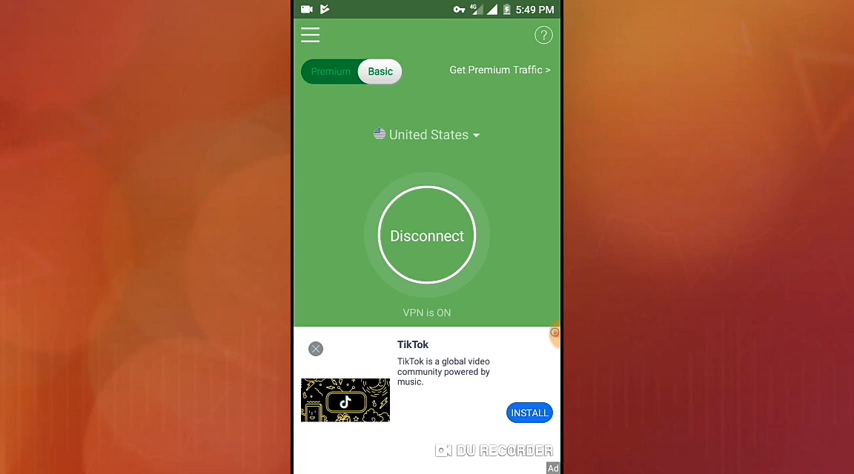 4G 5:49 PM
?
Premium Basic
Get Premium Traffic >
United States
Disconnect
VPN is ON
TikTok
TikTok is a global video
community powered by
music.
INSTALL
DU RECORDER
Ad